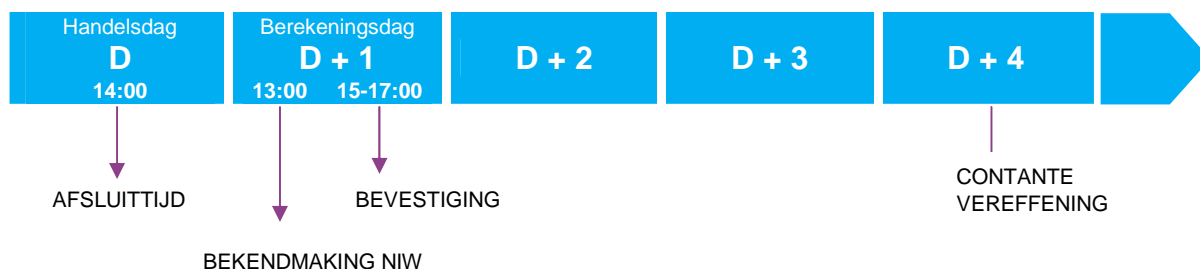 Handelsdag
D
14:00
Berekeningsdag
D + 1
13:00 15-17:00
D + 2
D + 3
D + 4
AFSLUITTIJD
BEVESTIGING
BEKENDMAKING NIW
CONTANTE
VEREFFENING